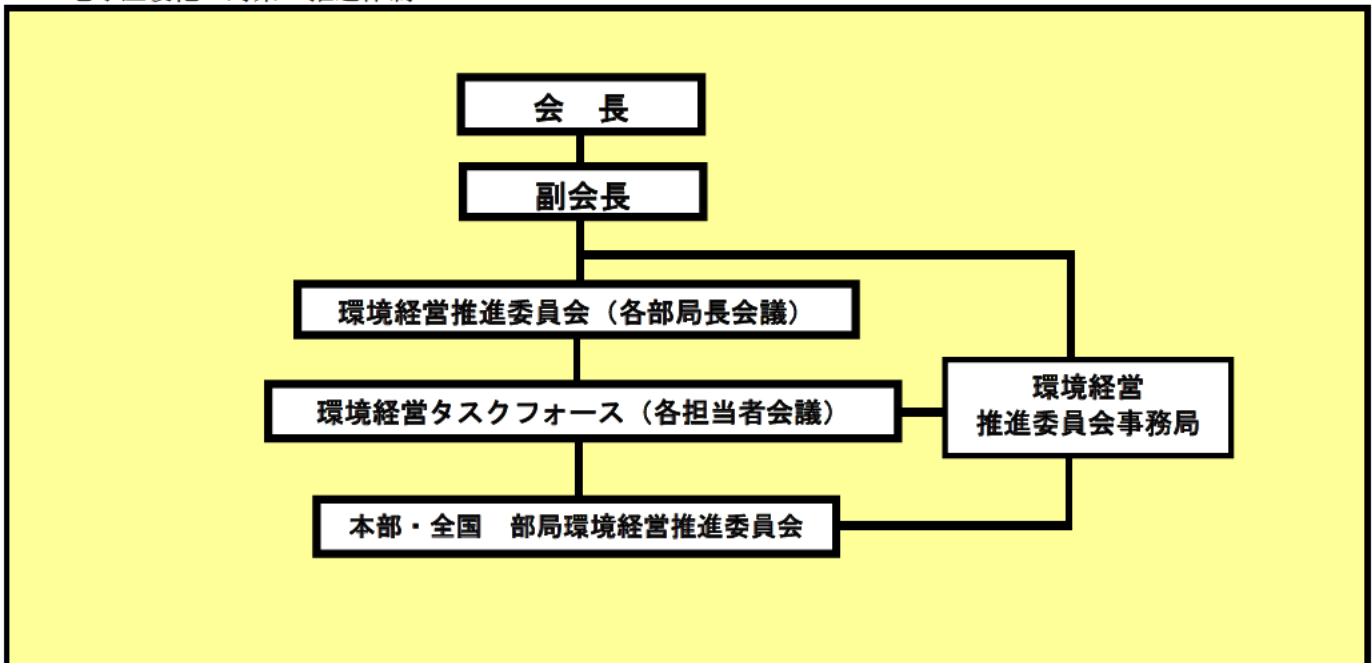 会　長
副会長
環境経営推進委員会（各部局長会議）
環境経営タスクフォース（各担当者会議）
環境経営
推進委員会事務局
本部・全国　部局環境経営推進委員会